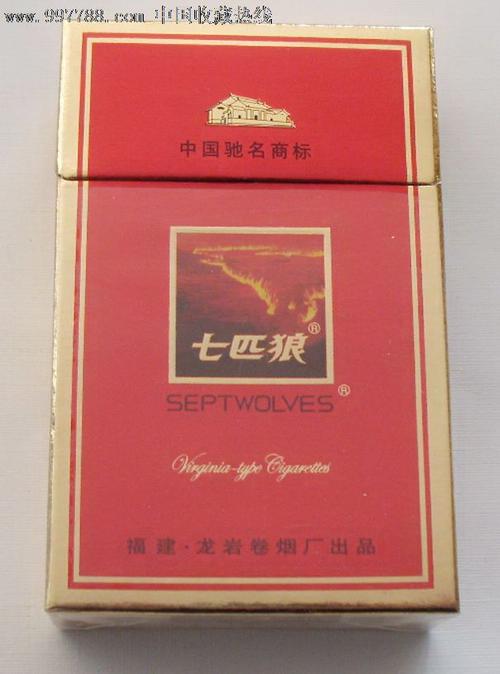 www.997788.com 中国收藏热线
中国驰名商标
七匹狼®
SEPTWOLVES®
Virginia-type Cigarettes
福建·龙岩卷烟厂出品